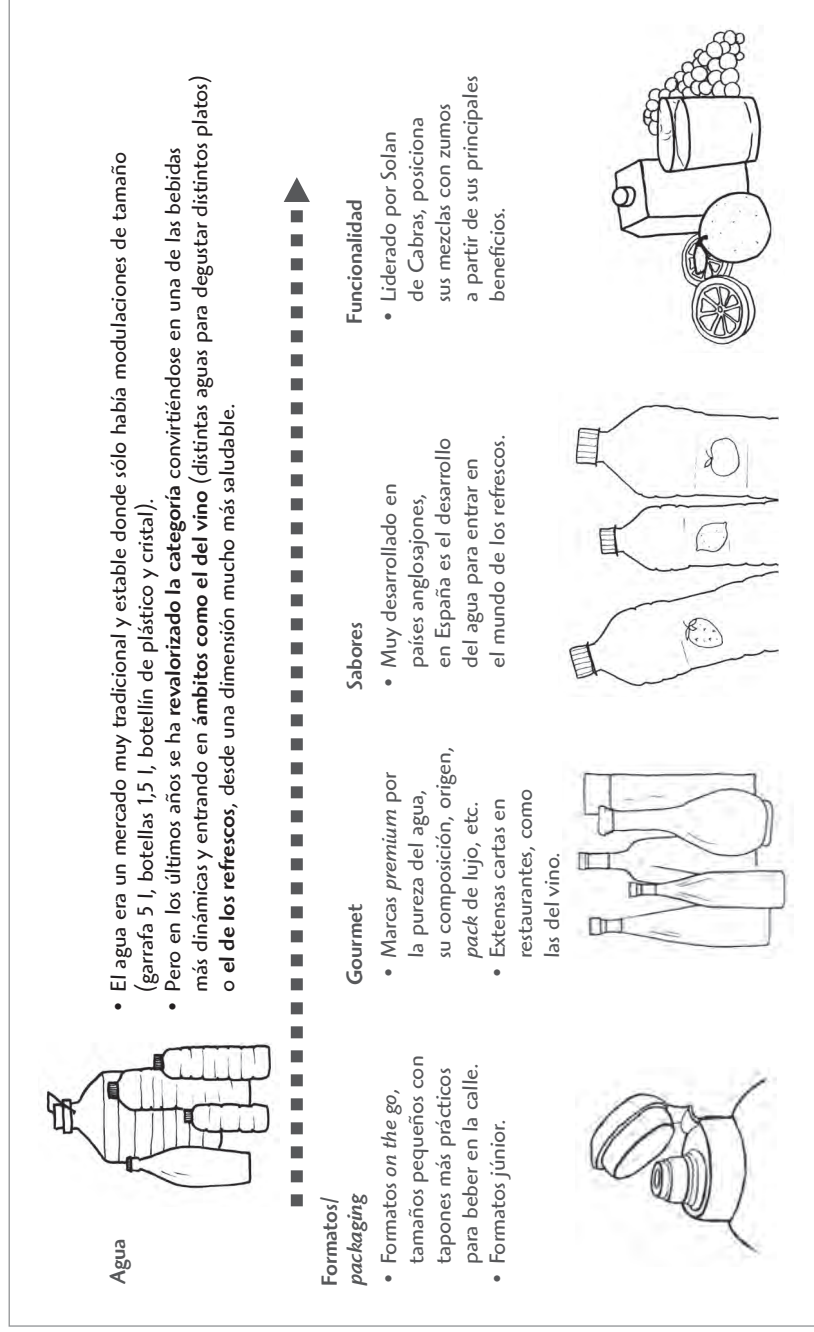 Agua
• El agua era un mercado muy tradicional y estable donde sólo había modulaciones de tamaño
(garrafa 5 l, botellas 1,5 l, botellín de plástico y cristal).
• Pero en los últimos años se ha revalorizado la categoría convirtiéndose en una de las bebidas
más dinámicas y entrando en ámbitos como el del vino (distintas aguas para degustar distintos platos)
o el de los refrescos, desde una dimensión mucho más saludable.
Formatos/
packaging
• Formatos on the go,
tamaños pequeños con
tapones más prácticos
para beber en la calle.
• Formatos júnior.
Gourmet
• Marcas premium por
la pureza del agua,
su composición, origen,
pack de lujo, etc.
• Extensas cartas en
restaurantes, como
las del vino.
Sabores
• Muy desarrollado en
países anglosajones,
en España es el desarrollo
del agua para entrar en
el mundo de los refrescos.
Funcionalidad
• Liderado por Solan
de Cabras, posiciona
sus mezclas con zumos
a partir de sus principales
beneficios.